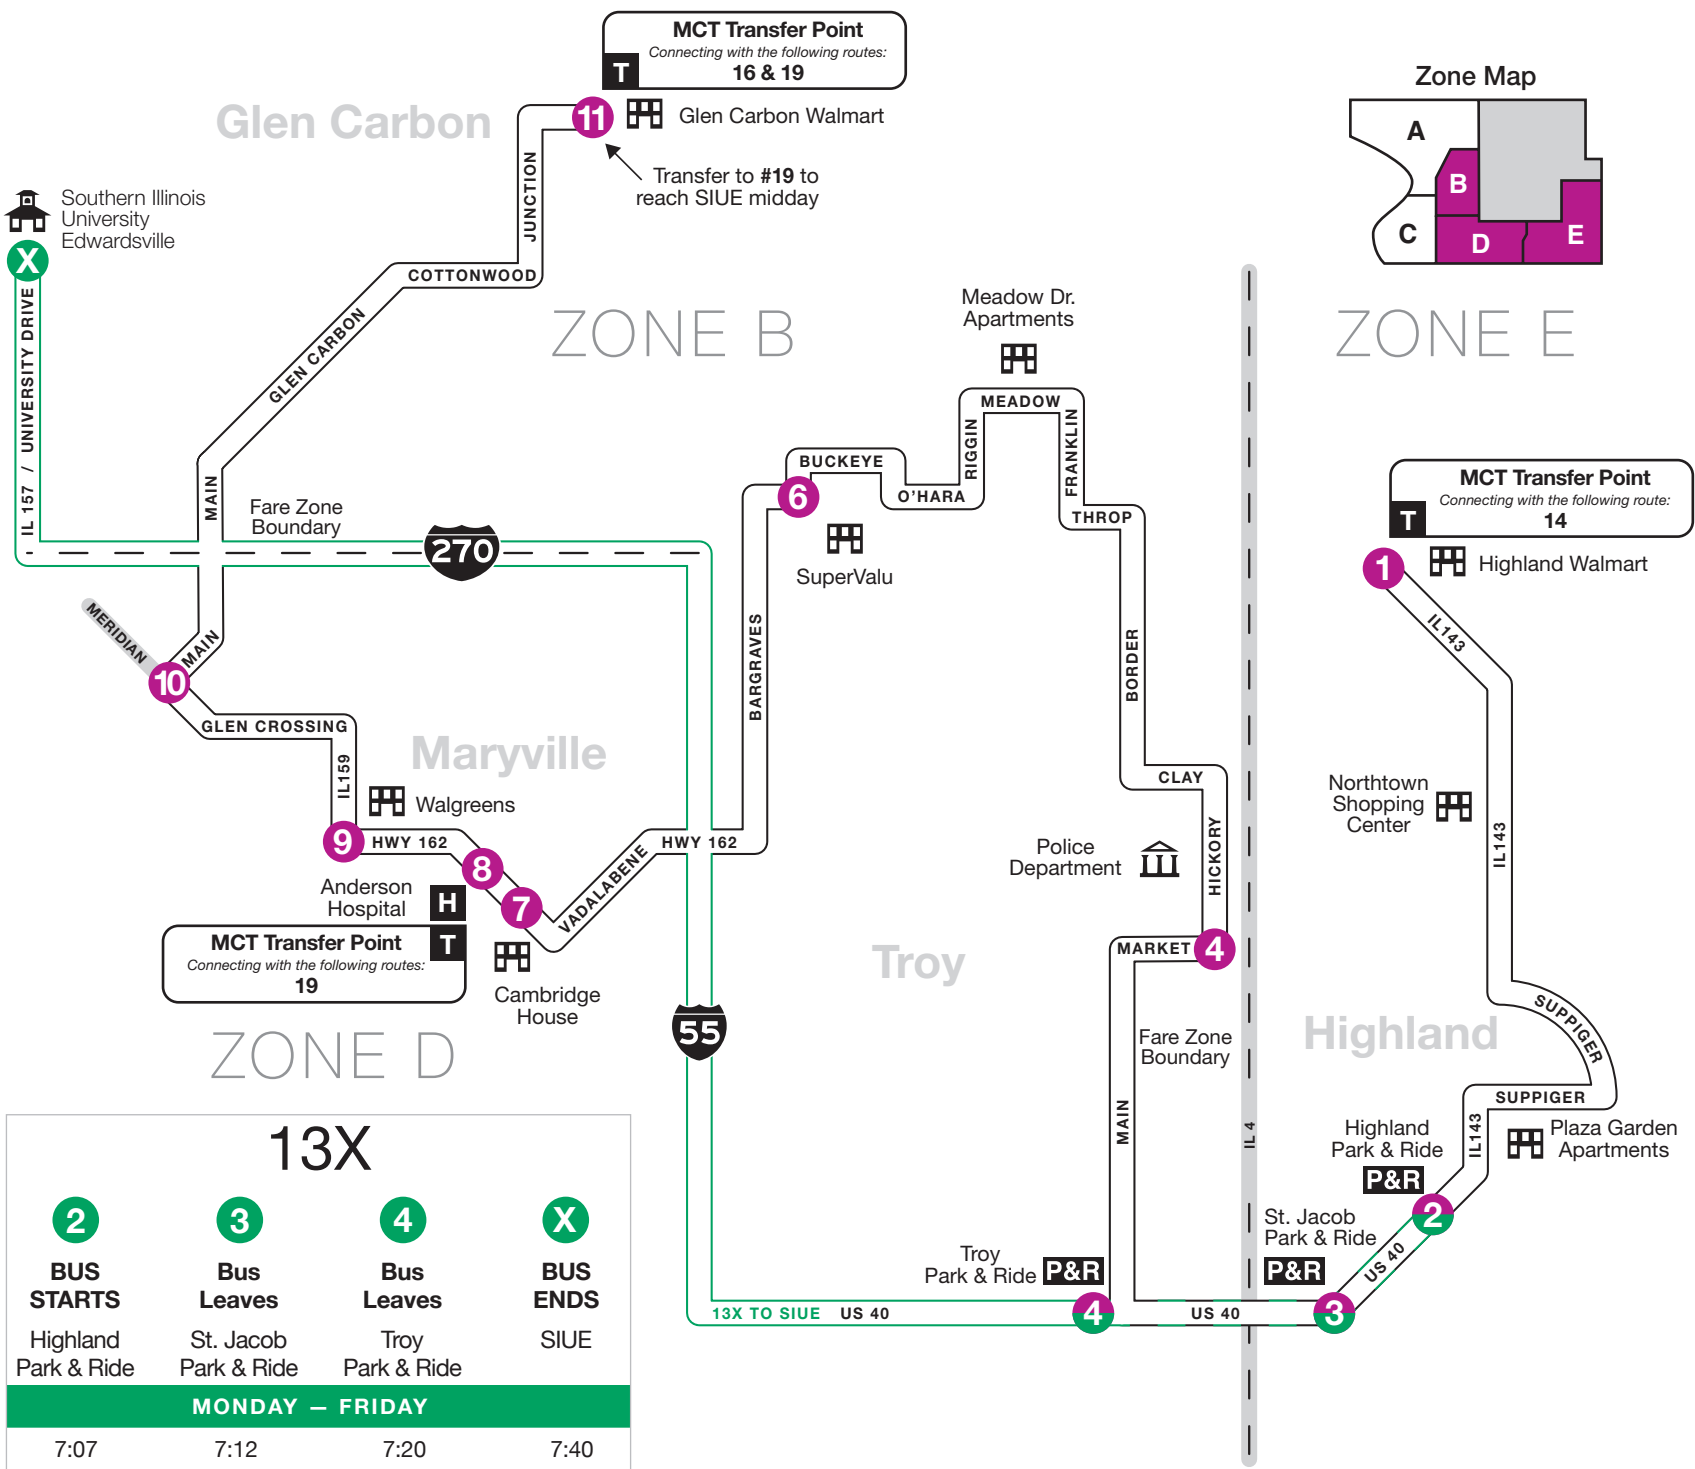 MCT Transfer Point
Connecting with the following routes:
16 & 19
T
Zone Map
A
B
C
D
E
Glen Carbon
11
Glen Carbon Walmart
Transfer to #19 to
reach SIUE midday
JUNCTION
Southern Illinois
University
Edwardsville
X
COTTONWOOD
IL 157 / UNIVERSITY DRIVE
GLEN CARBON
ZONE B
ZONE E
Meadow Dr.
Apartments
MEADOW
RIGGIN
FRANKLIN
BUCKEYE
O'HARA
THROP
6
SuperValu
MAIN
Fare Zone
Boundary
270
MCT Transfer Point
Connecting with the following route:
14
T
1
Highland Walmart
IL143
MERIDIAN
MAIN
10
GLEN CROSSING
IL159
Maryville
Walgreens
9
HWY 162
8
7
VADALABENE
HWY 162
BARGRAVES
BORDER
CLAY
HICKORY
Police
Department
Northtown
Shopping
Center
IL143
Anderson
Hospital
H
MCT Transfer Point
Connecting with the following routes:
19
T
Cambridge
House
ZONE D
Troy
MARKET
4
55
Fare Zone
Boundary
Highland
SUPPIGER
SUPPIGER
MAIN
IL 4
IL143
Plaza Garden
Apartments
Highland
Park & Ride
P&R
2
St. Jacob
Park & Ride
P&R
US 40
3
Troy
Park & Ride
P&R
4
13X TO SIUE
US 40
US 40
13X
2
3
4
X
BUS
STARTS
Bus
Leaves
Bus
Leaves
BUS
ENDS
Highland
Park & Ride
St. Jacob
Park & Ride
Troy
Park & Ride
SIUE
MONDAY — FRIDAY
7:07
7:12
7:20
7:40